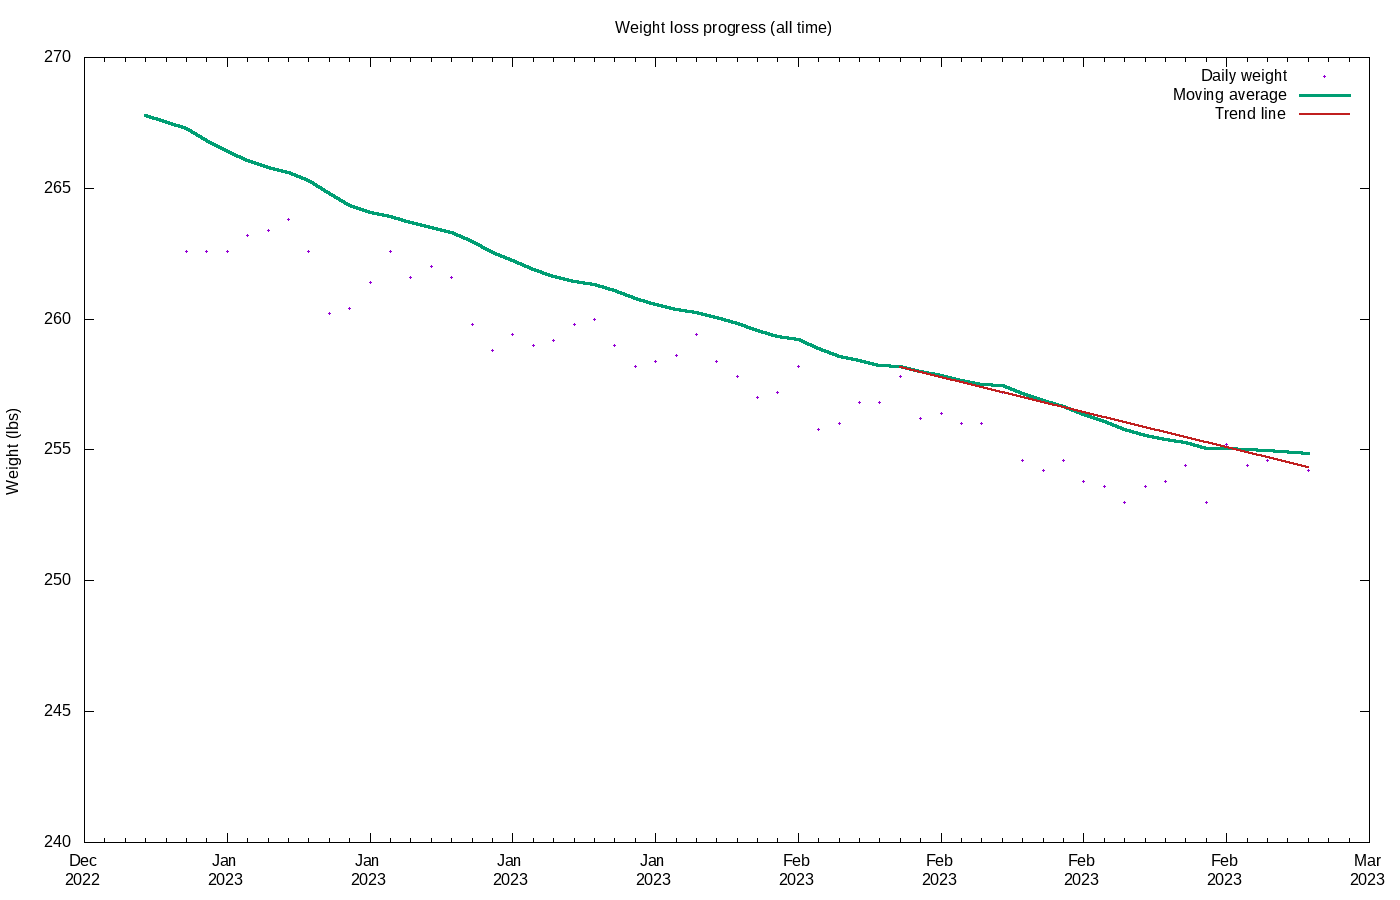 Weight loss progress (all time)
Daily weight
Moving average
Trend line
270
265
260
255
250
245
240
Weight (lbs)
Dec Jan Jan Jan Jan Feb Feb Feb Feb Mar
2022 2023 2023 2023 2023 2023 2023 2023 2023 2023